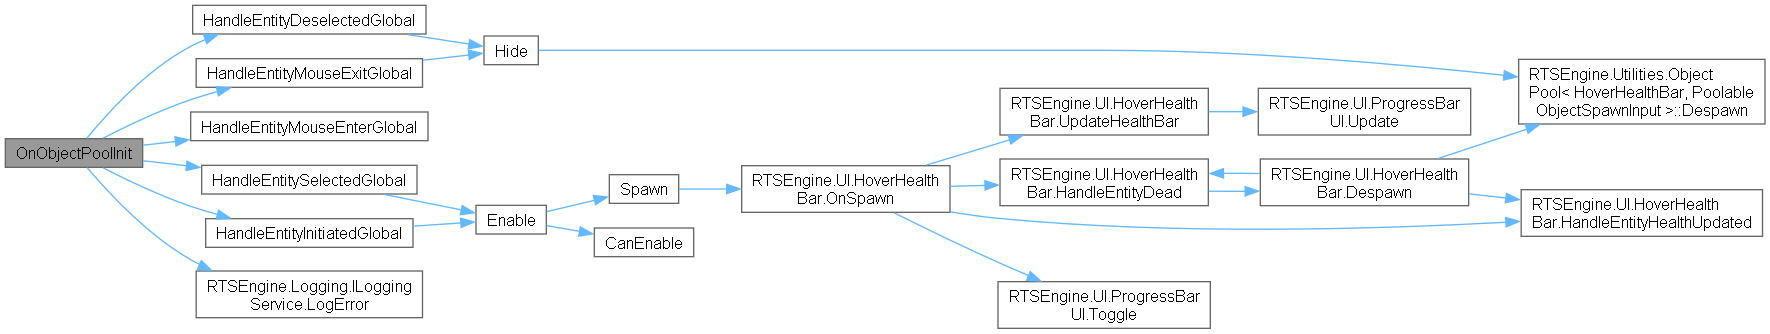 OnObjectPoolInit
HandleEntityDeselectedGlobal
HandleEntityMouseExitGlobal
HandleEntityMouseEnterGlobal
HandleEntitySelectedGlobal
HandleEntityInitiatedGlobal
RTSEngine.Logging.ILogging
Service.LogError
Hide
Enable
Spawn
CanEnable
RTSEngine.UI.HoverHealth
Bar.OnSpawn
RTSEngine.UI.HoverHealth
Bar.UpdateHealthBar
RTSEngine.UI.HoverHealth
Bar.HandleEntityDead
RTSEngine.UI.ProgressBar
UI.Toggle
RTSEngine.UI.ProgressBar
UI.Update
RTSEngine.UI.HoverHealth
Bar.Despawn
RTSEngine.Utilities.Object
Pool< HoverHealthBar, Poolable
ObjectSpawnInput >::Despawn
RTSEngine.UI.HoverHealth
Bar.HandleEntityHealthUpdated